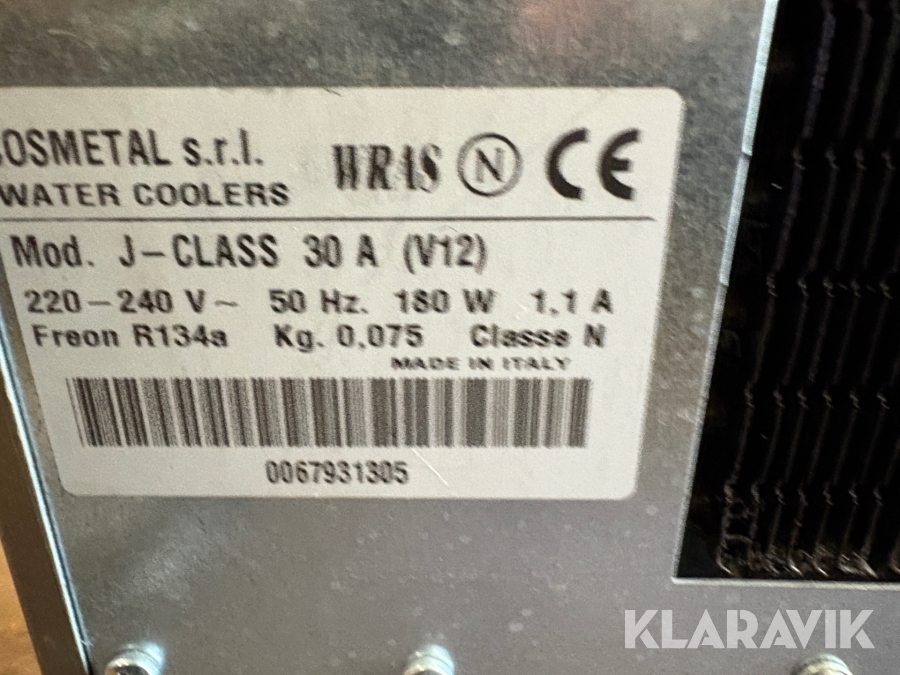 COSMETAL s.r.l.
WATER COOLERS
WRAS N CE
Mod. J-CLASS 30 A (V12)
220-240 V~ 50 Hz. 180 W 1,1 A
Freon R134a Kg. 0,075 Classe N
MADE IN ITALY
0067931305
KLARAVIK